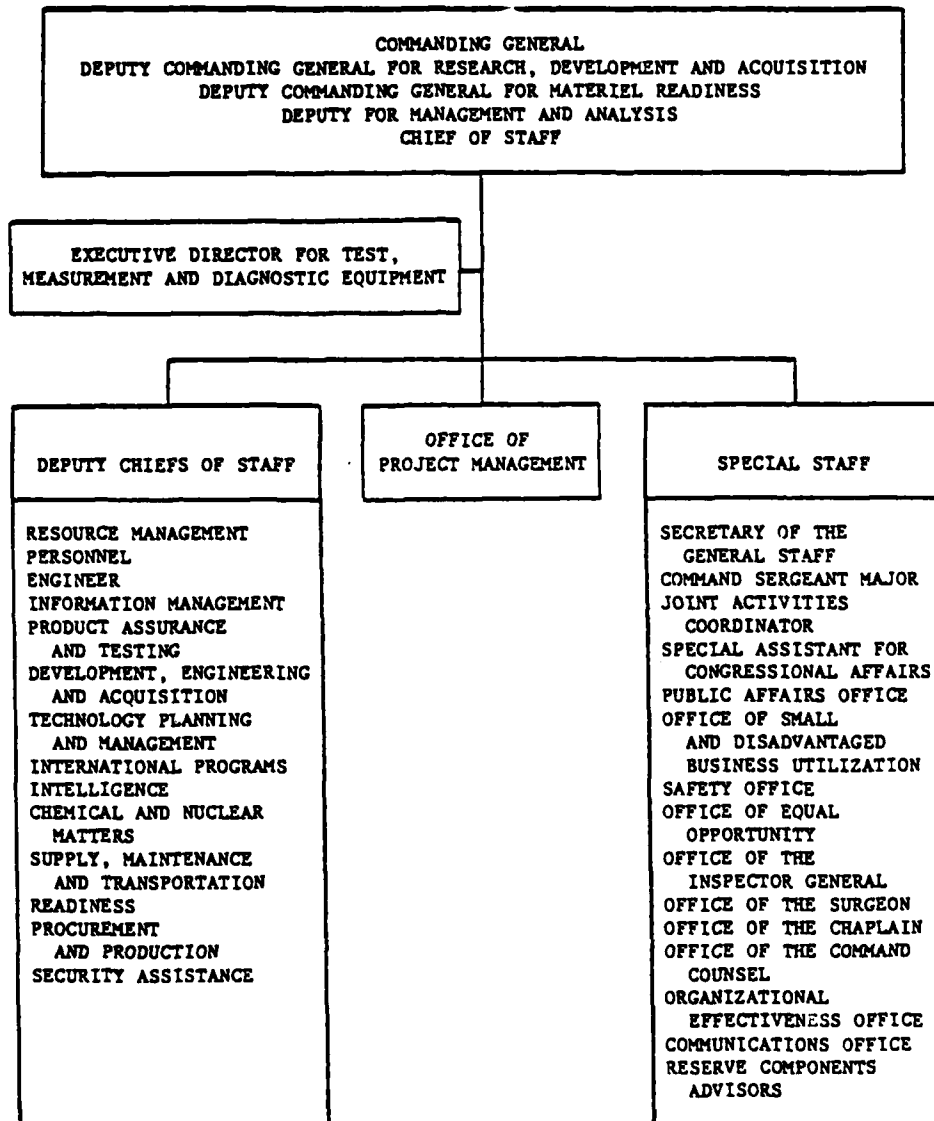 COMMANDING GENERAL
DEPUTY COMMANDING GENERAL FOR RESEARCH, DEVELOPMENT AND ACQUISITION
DEPUTY COMMANDING GENERAL FOR MATERIEL READINESS
DEPUTY FOR MANAGEMENT AND ANALYSIS
CHIEF OF STAFF
EXECUTIVE DIRECTOR FOR TEST,
MEASUREMENT AND DIAGNOSTIC EQUIPMENT
DEPUTY CHIEFS OF STAFF
RESOURCE MANAGEMENT
PERSONNEL
ENGINEER
INFORMATION MANAGEMENT
PRODUCT ASSURANCE
AND TESTING
DEVELOPMENT, ENGINEERING
AND ACQUISITION
TECHNOLOGY PLANNING
AND MANAGEMENT
INTERNATIONAL PROGRAMS
INTELLIGENCE
CHEMICAL AND NUCLEAR
MATTERS
SUPPLY, MAINTENANCE
AND TRANSPORTATION
READINESS
PROCUREMENT
AND PRODUCTION
SECURITY ASSISTANCE
OFFICE OF
PROJECT MANAGEMENT
SPECIAL STAFF
SECRETARY OF THE
GENERAL STAFF
COMMAND SERGEANT MAJOR
JOINT ACTIVITIES
COORDINATOR
SPECIAL ASSISTANT FOR
CONGRESSIONAL AFFAIRS
PUBLIC AFFAIRS OFFICE
OFFICE OF SMALL
AND DISADVANTAGED
BUSINESS UTILIZATION
SAFETY OFFICE
OFFICE OF EQUAL
OPPORTUNITY
OFFICE OF THE
INSPECTOR GENERAL
OFFICE OF THE SURGEON
OFFICE OF THE CHAPLAIN
OFFICE OF THE COMMAND
COUNSEL
ORGANIZATIONAL
EFFECTIVENESS OFFICE
COMMUNICATIONS OFFICE
RESERVE COMPONENTS
ADVISORS